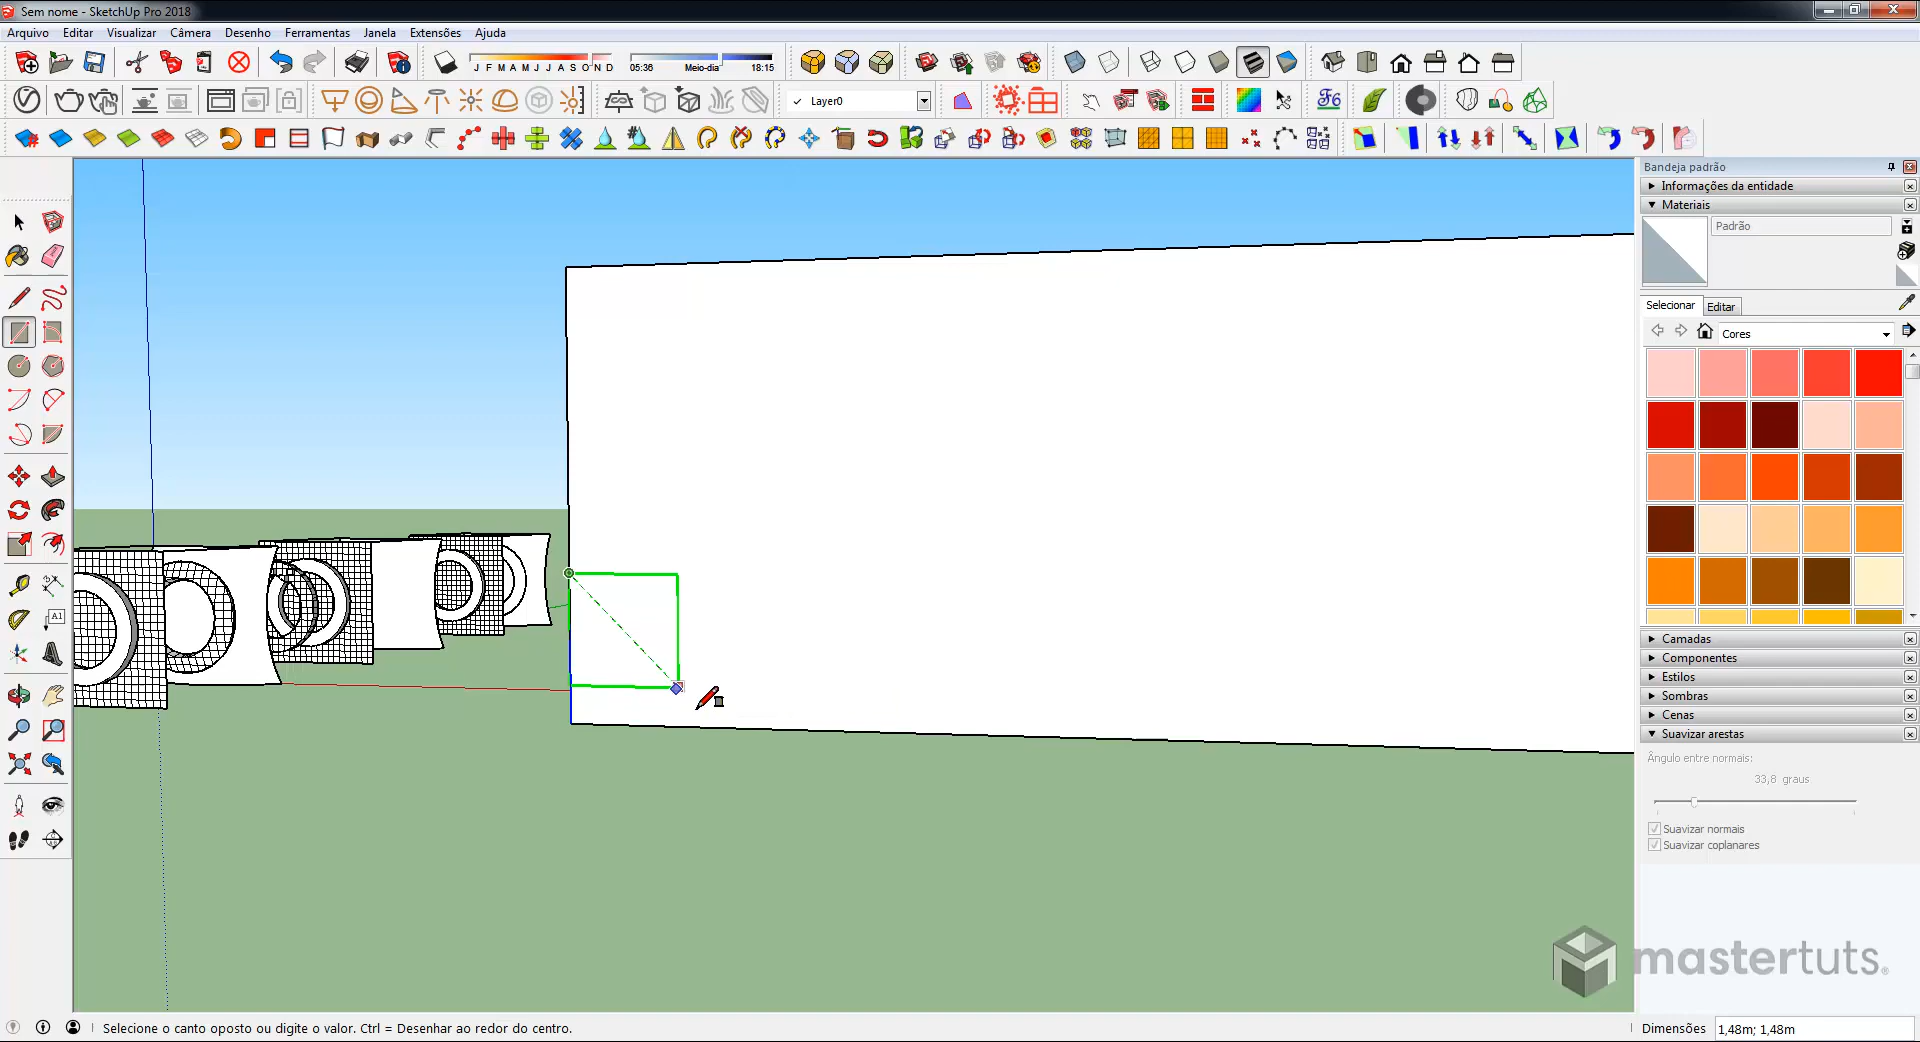 Sem nome - SketchUp Pro 2018
Arquivo Editar Visualizar Câmera Desenho Ferramentas Janela Extensões Ajuda
J F M A M J J A S O N D
05:36 Meio-dia 18:15
Layer0
F6
Bandeja padrão
Informações da entidade
Materiais
Padrão
Selecionar Editar
Cores
A1
Camadas
Componentes
Estilos
Sombras
Cenas
Suavizar arestas
Ângulo entre normais:
33,8 graus
Suavizar normais
Suavizar coplanares
mastertuts®
Selecione o canto oposto ou digite o valor. Ctrl = Desenhar ao redor do centro.
Dimensões 1,48m; 1,48m